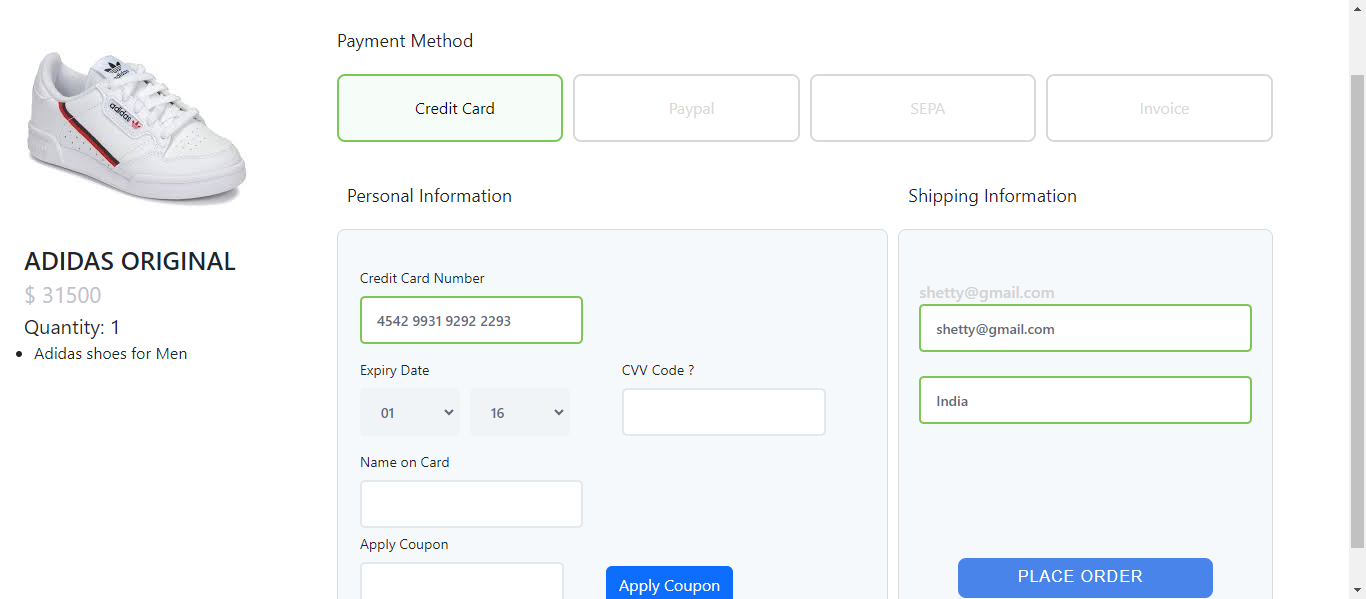 Payment Method
Credit Card
Paypal
SEPA
Invoice
adidas
adidas
ADIDAS ORIGINAL
$ 31500
Quantity: 1
Adidas shoes for Men
Personal Information
Credit Card Number
4542 9931 9292 2293
Expiry Date
CVV Code ?
01
16
Name on Card
Apply Coupon
Apply Coupon
Shipping Information
shetty@gmail.com
shetty@gmail.com
India
PLACE ORDER